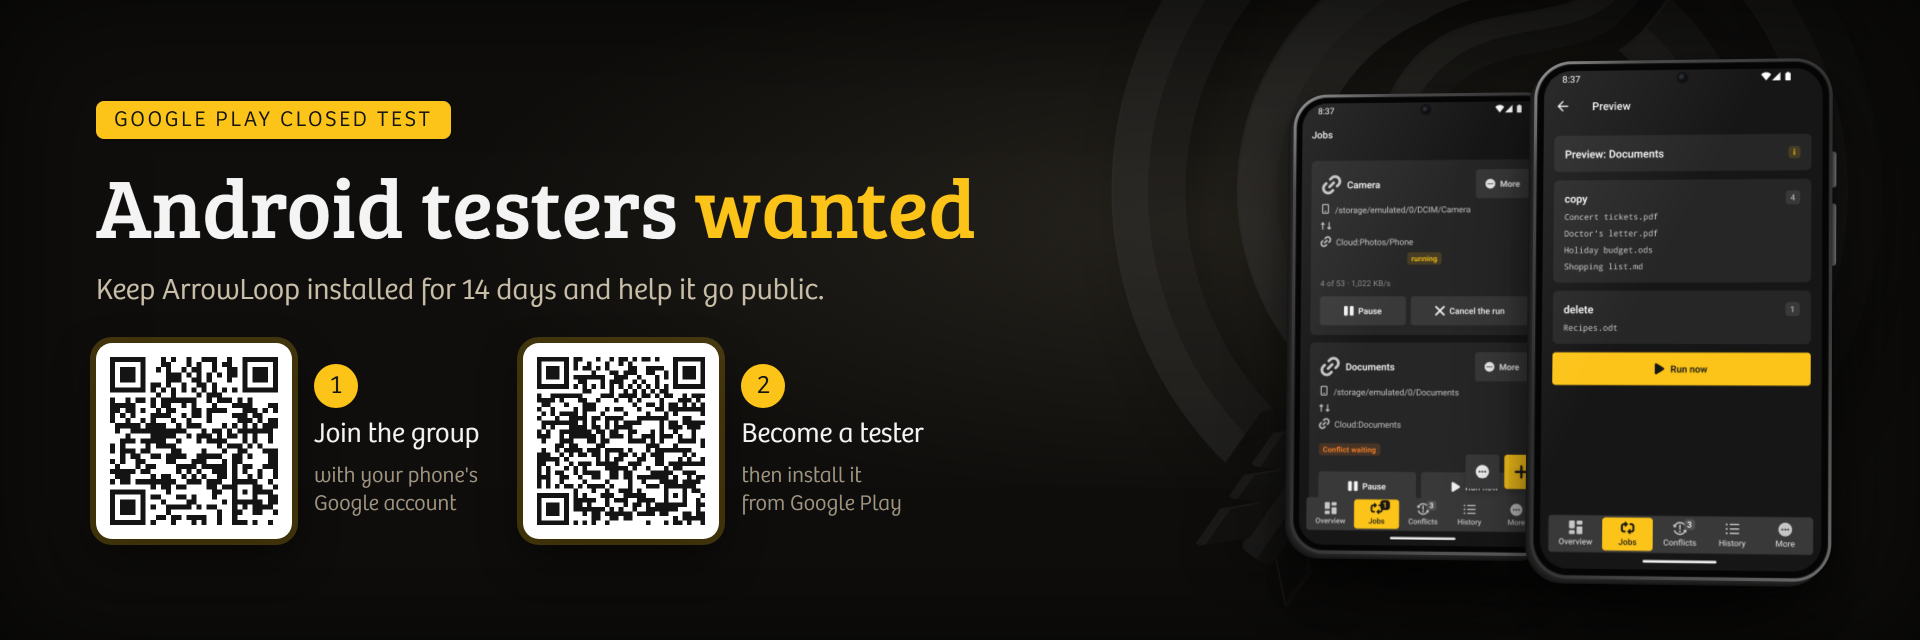 GOOGLE PLAY CLOSED TEST
Android testers wanted
Keep ArrowLoop installed for 14 days and help it go public.
1
Join the group
with your phone's
Google account
2
Become a tester
then install it
from Google Play
8:37
Jobs
Camera
More
/storage/emulated/0/DCIM/Camera
Cloud:Photos/Phone
running
4 of 53 · 1,022 KB/s
Pause
Cancel the run
Documents
More
/storage/emulated/0/Documents
Cloud:Documents
Conflict waiting
Pause
Overview
Jobs 1
Conflicts 3
History
More
8:37
Preview
Preview: Documents
copy 4
Concert tickets.pdf
Doctor's letter.pdf
Holiday budget.ods
Shopping list.md
delete 1
Recipes.odt
Run now
Overview
Jobs
Conflicts 3
History
More